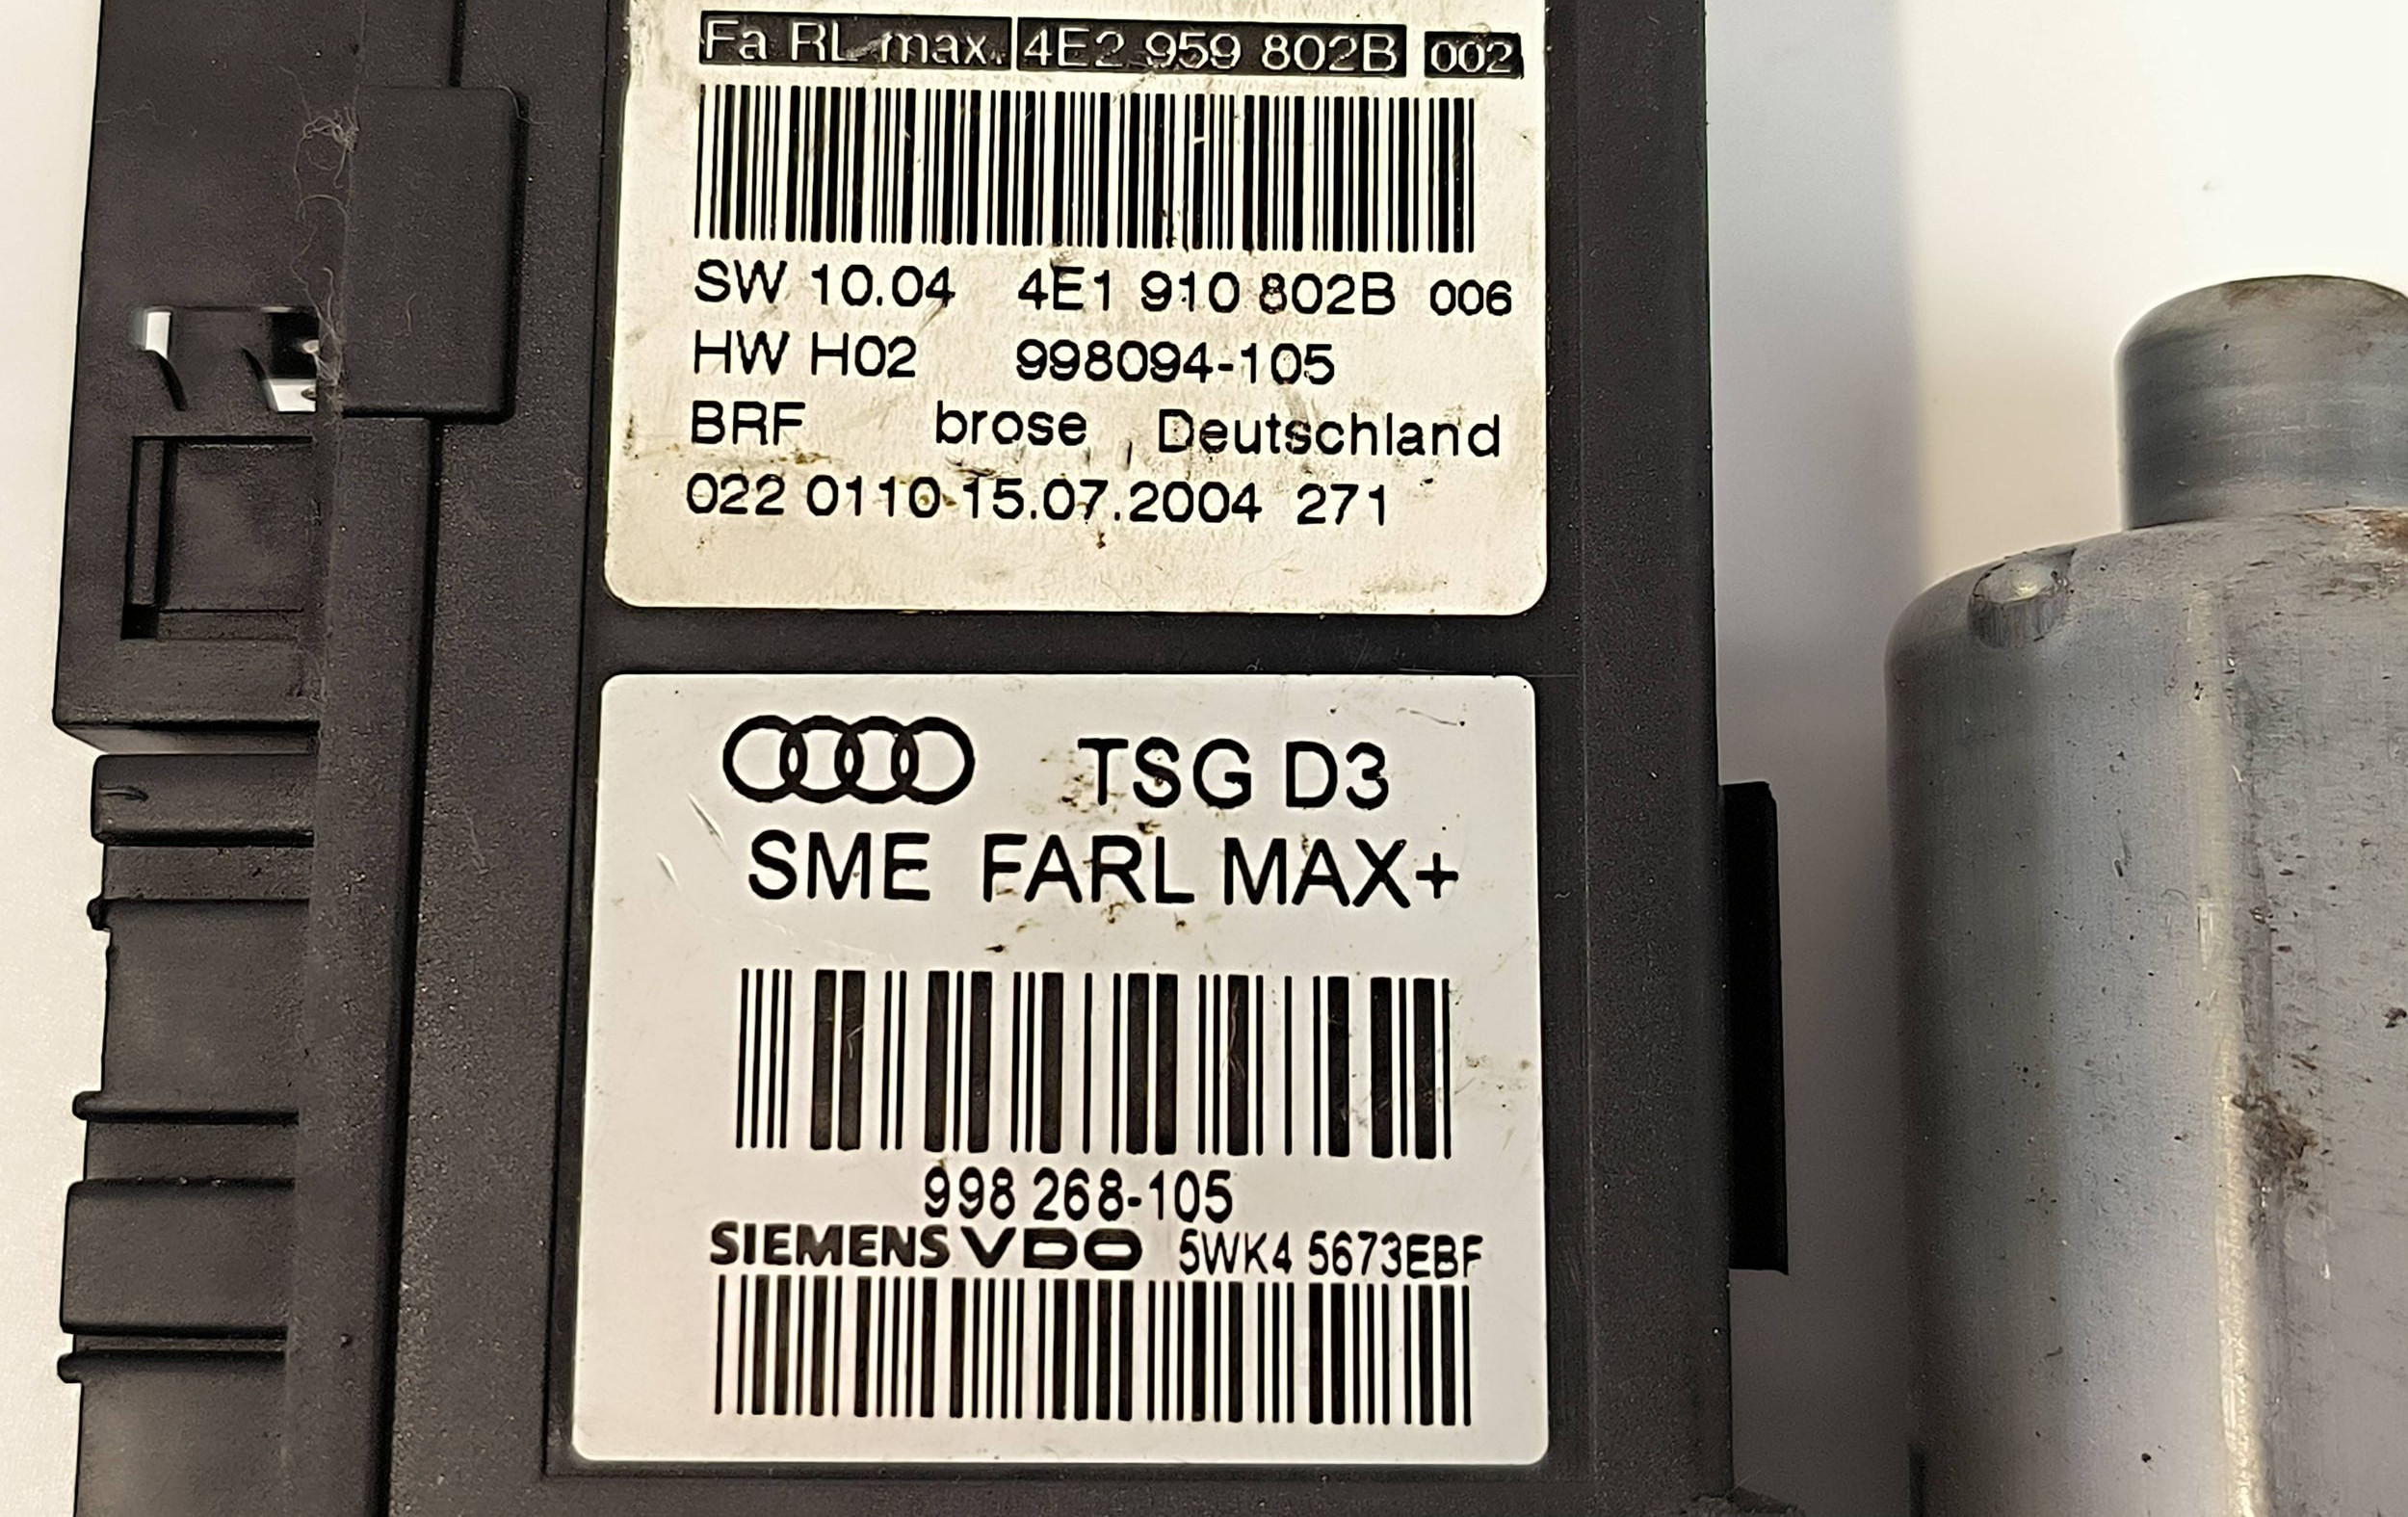 Fa RL max. 4E2 959 802B 002
SW 10.04 4E1 910 802B 006
HW H02 998094-105
BRF brose Deutschland
022 0110 15.07.2004 271
TSG D3
SME FARL MAX+
998 268-105
SIEMENS VDO 5WK4 5673EBF